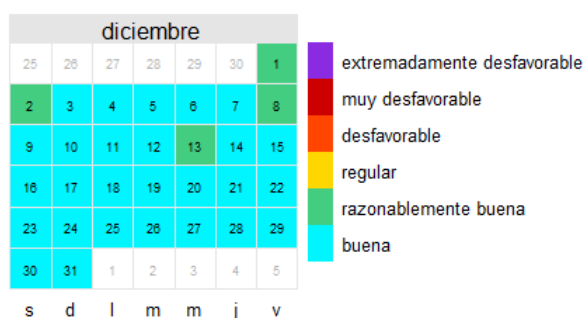 diciembre
25 26 27 28 29 30 1
2 3 4 5 6 7 8
9 10 11 12 13 14 15
16 17 18 19 20 21 22
23 24 25 26 27 28 29
30 31 1 2 3 4 5
s d l m m j v
extremadamente desfavorable
muy desfavorable
desfavorable
regular
razonablemente buena
buena